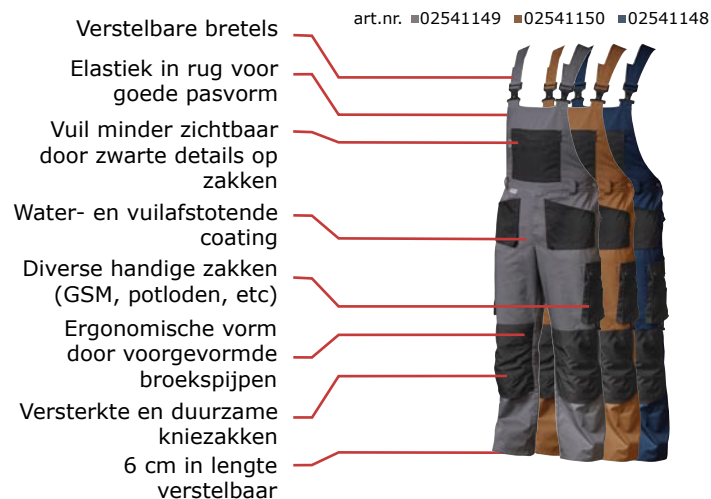 art.nr. 02541149 02541150 02541148
Verstelbare bretels
Elastiek in rug voor
goede pasvorm
Vuil minder zichtbaar
door zwarte details op
zakken
Water- en vuilafstotende
coating
Diverse handige zakken
(GSM, potloden, etc)
Ergonomische vorm
door voorgevormde
broekspijpen
Versterkte en duurzame
kniezakken
6 cm in lengte
verstelbaar